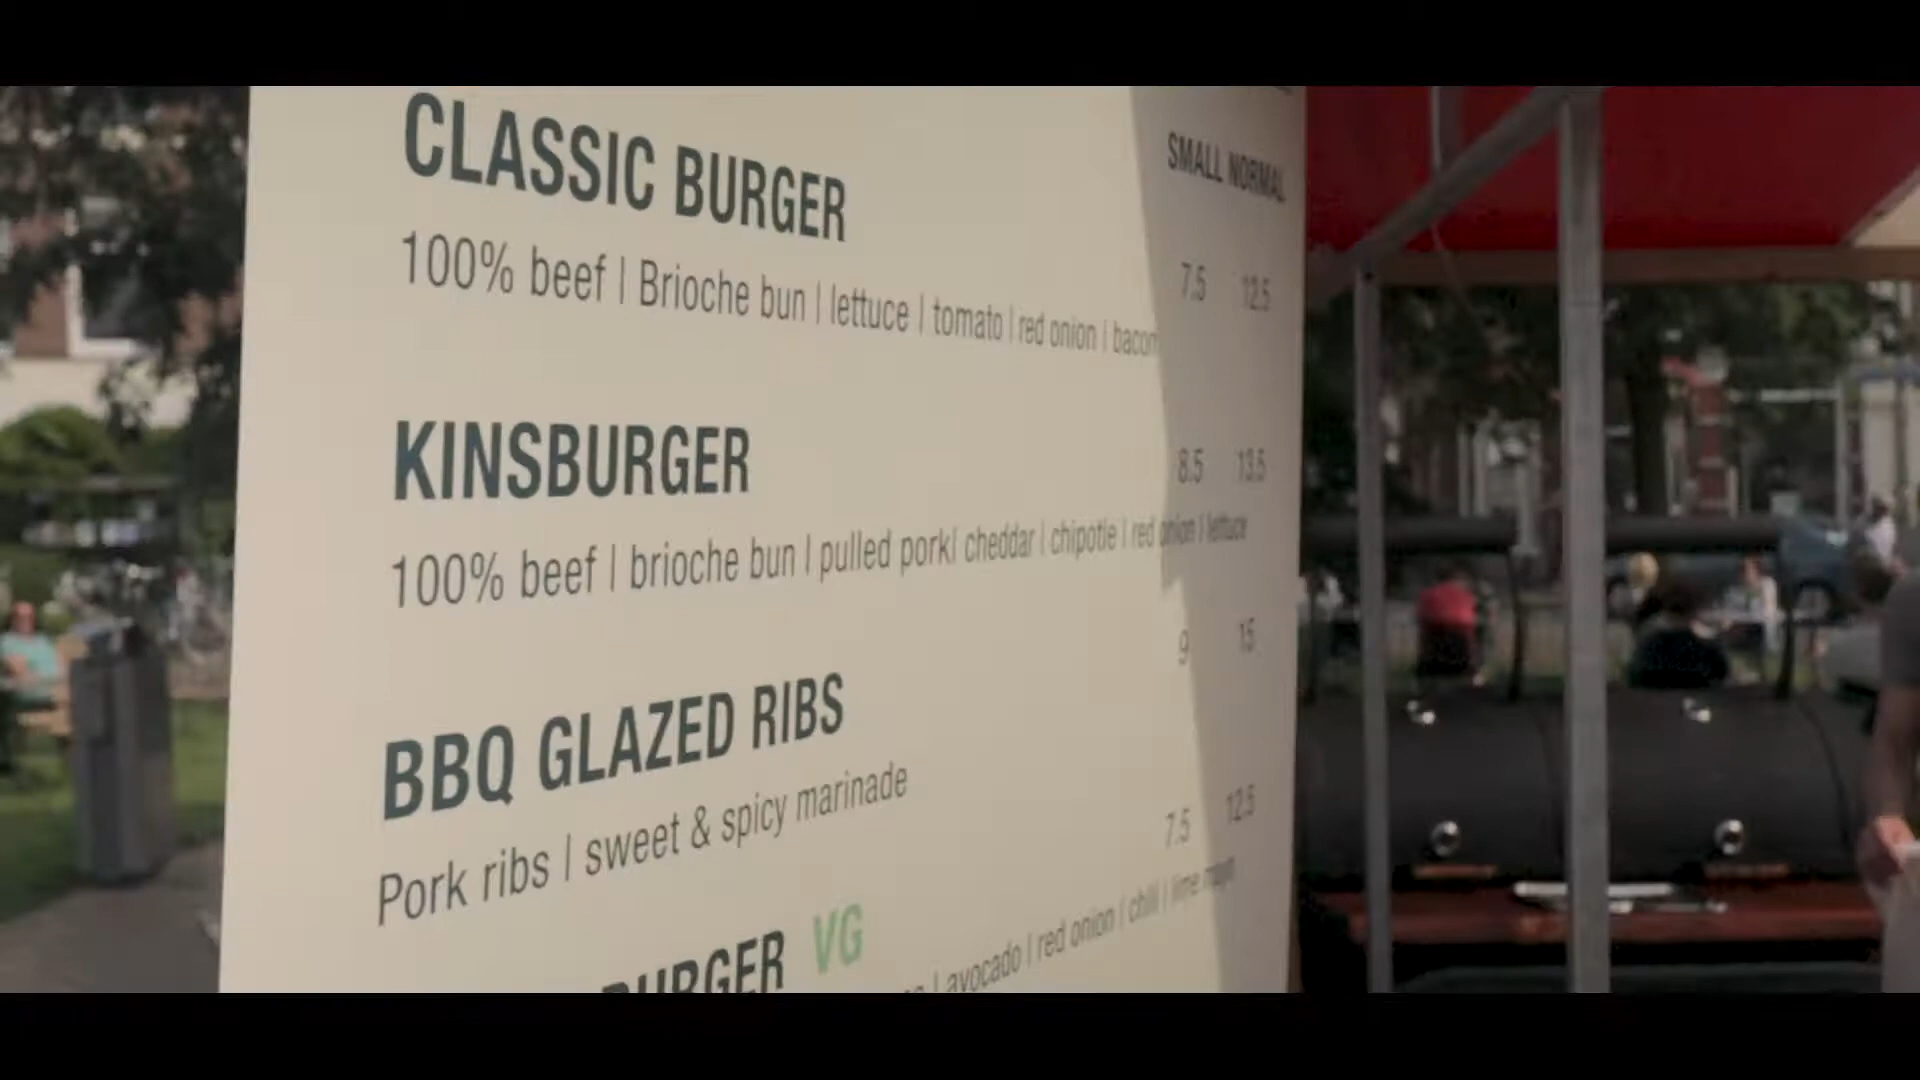 CLASSIC BURGER
SMALL NORMAL
100% beef | Brioche bun | lettuce | tomato | red onion | bacon
7.5 12.5
KINSBURGER
8.5 13.5
100% beef | brioche bun | pulled pork| cheddar | chipotle | red onion | lettuce
BBQ GLAZED RIBS
9 15
Pork ribs | sweet & spicy marinade
BURGER VG
7.5 12.5
| avocado | red onion | chili | lime mayo